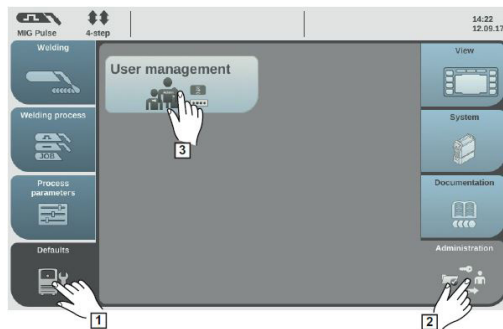 MIG Pulse
4-step
14:22
12.09.17
Welding
Welding process
JOB
Process
parameters
Defaults
User management
View
System
Documentation
Administration
3
1
2